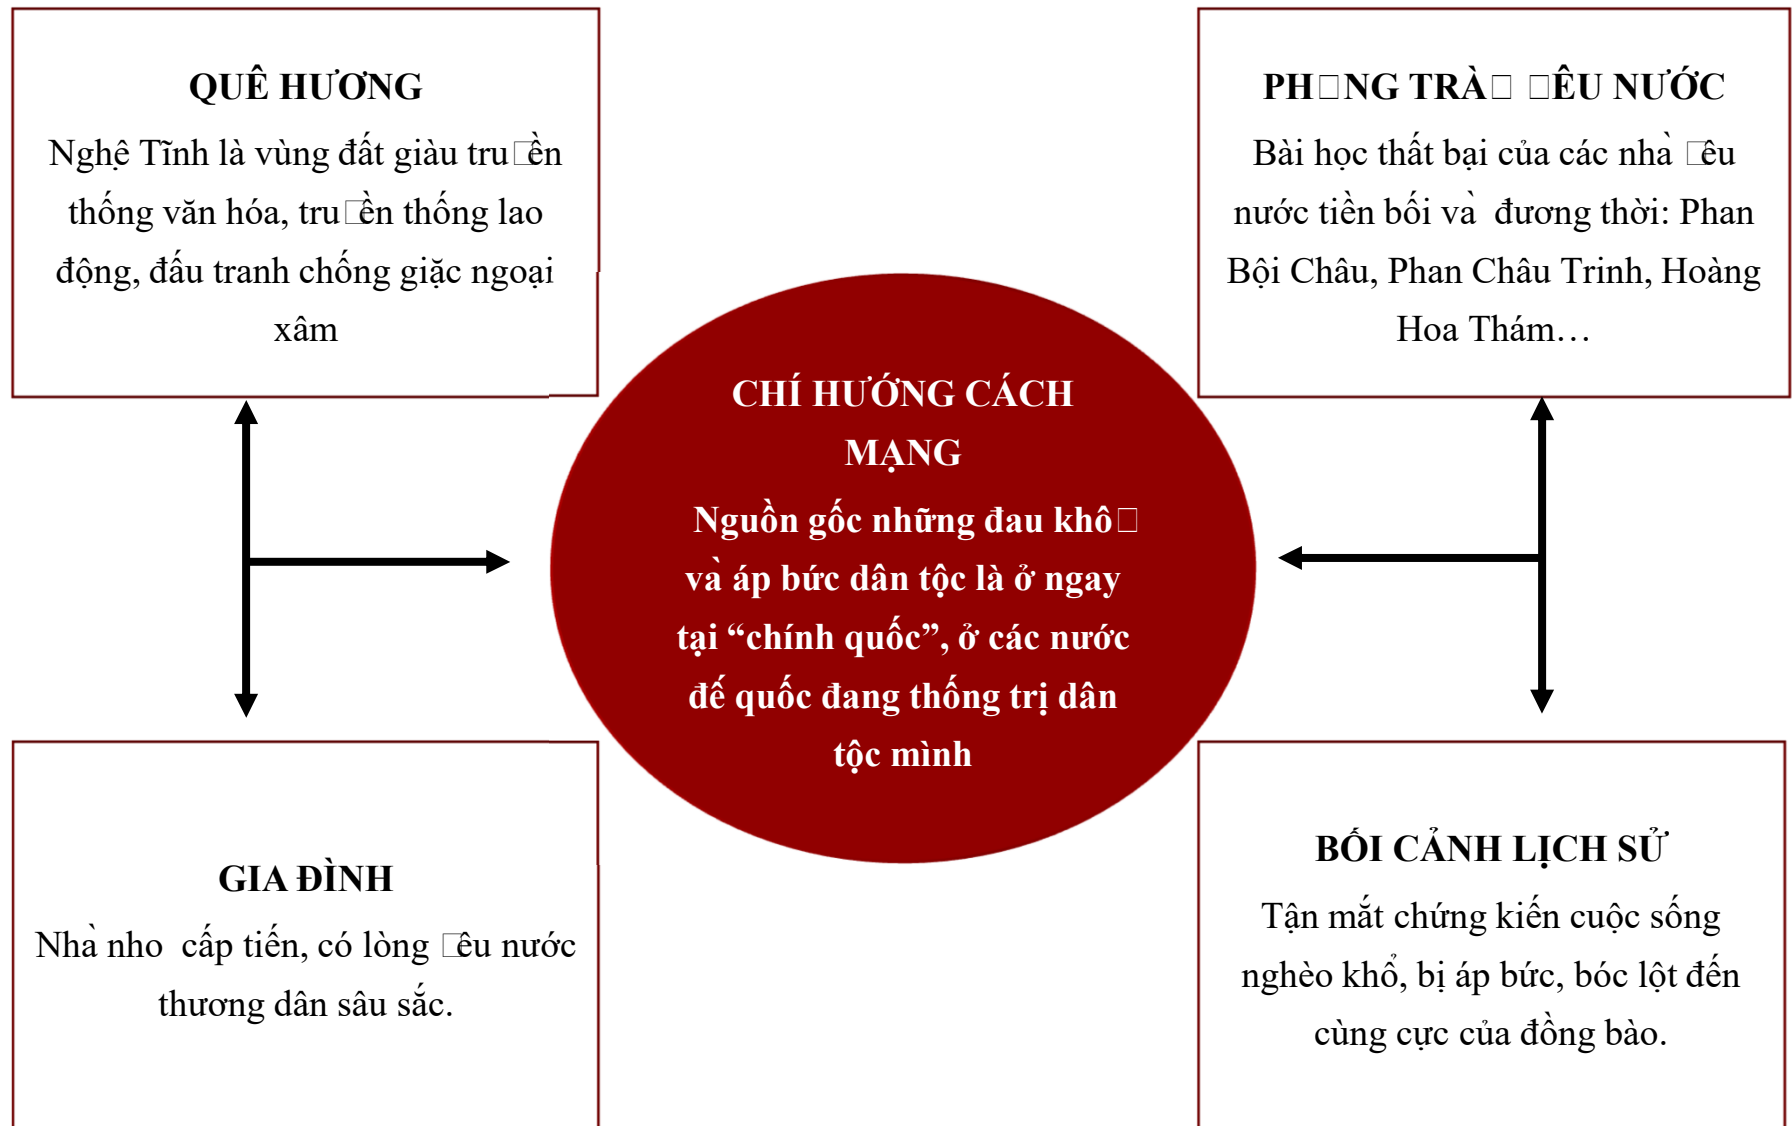 QUÊ HƯƠNG
Nghệ Tĩnh là vùng đất giàu tru□ền
thống văn hóa, tru□ền thống lao
động, đấu tranh chống giặc ngoại
xâm
PH□NG TRÀ□ □ÊU NƯỚC
Bài học thất bại của các nhà □êu
nước tiền bối và đương thời: Phan
Bội Châu, Phan Châu Trinh, Hoàng
Hoa Thám…
CHÍ HƯỚNG CÁCH
MẠNG
Nguồn gốc những đau khô□
và áp bức dân tộc là ở ngay
tại “chính quốc”, ở các nước
đế quốc đang thống trị dân
tộc mình
GIA ĐÌNH
Nhà nho cấp tiến, có lòng □êu nước
thương dân sâu sắc.
BỐI CẢNH LỊCH SỬ
Tận mắt chứng kiến cuộc sống
nghèo khổ, bị áp bức, bóc lột đến
cùng cực của đồng bào.